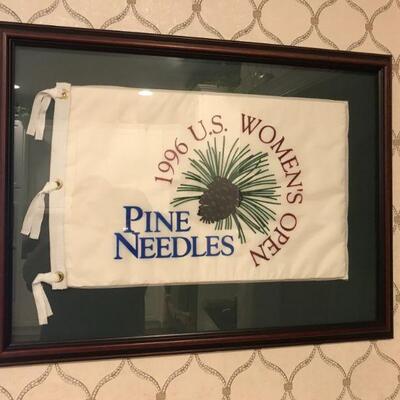 1996 U.S. WOMEN'S OPEN
PINE
NEEDLES